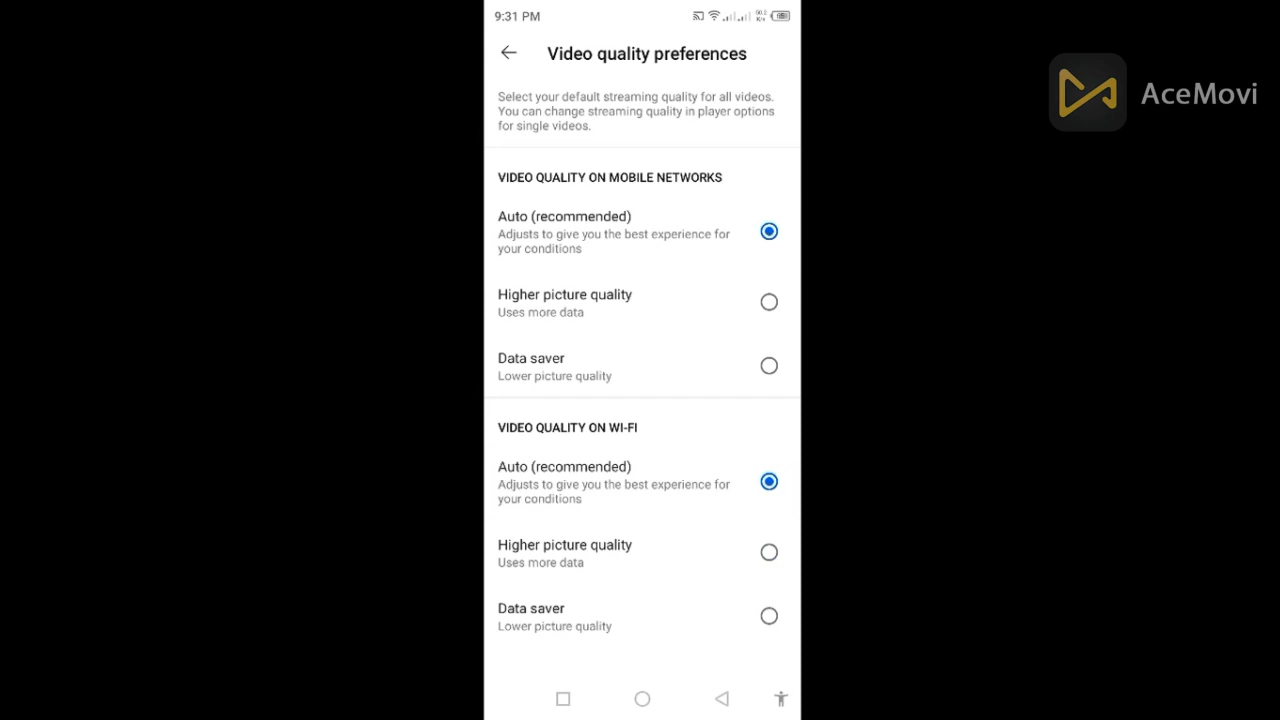 9:31 PM
AceMovi
Video quality preferences
Select your default streaming quality for all videos.
You can change streaming quality in player options
for single videos.
VIDEO QUALITY ON MOBILE NETWORKS
Auto (recommended)
Adjusts to give you the best experience for
your conditions
Higher picture quality
Uses more data
Data saver
Lower picture quality
VIDEO QUALITY ON WI-FI
Auto (recommended)
Adjusts to give you the best experience for
your conditions
Higher picture quality
Uses more data
Data saver
Lower picture quality